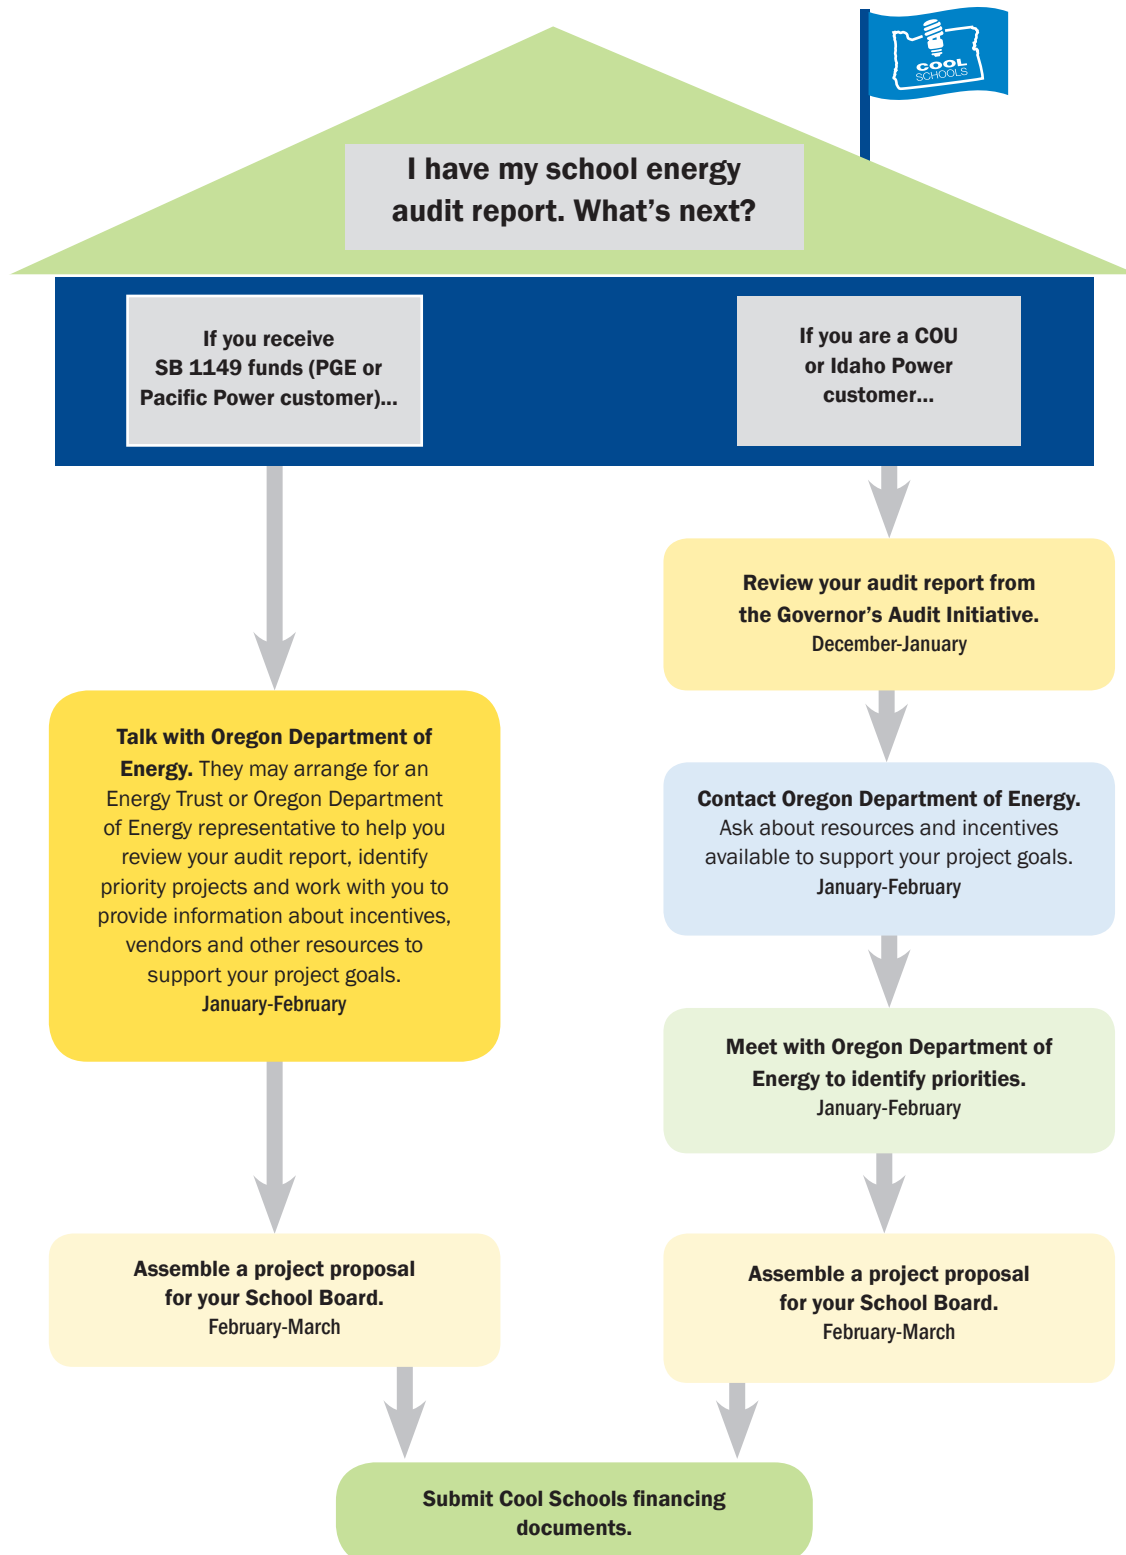 COOL
SCHOOLS
I have my school energy
audit report. What's next?
If you receive
SB 1149 funds (PGE or
Pacific Power customer)...
If you are a COU
or Idaho Power
customer...
Review your audit report from
the Governor's Audit Initiative.
December-January
Talk with Oregon Department of
Energy. They may arrange for an
Energy Trust or Oregon Department
of Energy representative to help you
review your audit report, identify
priority projects and work with you to
provide information about incentives,
vendors and other resources to
support your project goals.
January-February
Contact Oregon Department of Energy.
Ask about resources and incentives
available to support your project goals.
January-February
Meet with Oregon Department of
Energy to identify priorities.
January-February
Assemble a project proposal
for your School Board.
February-March
Assemble a project proposal
for your School Board.
February-March
Submit Cool Schools financing
documents.